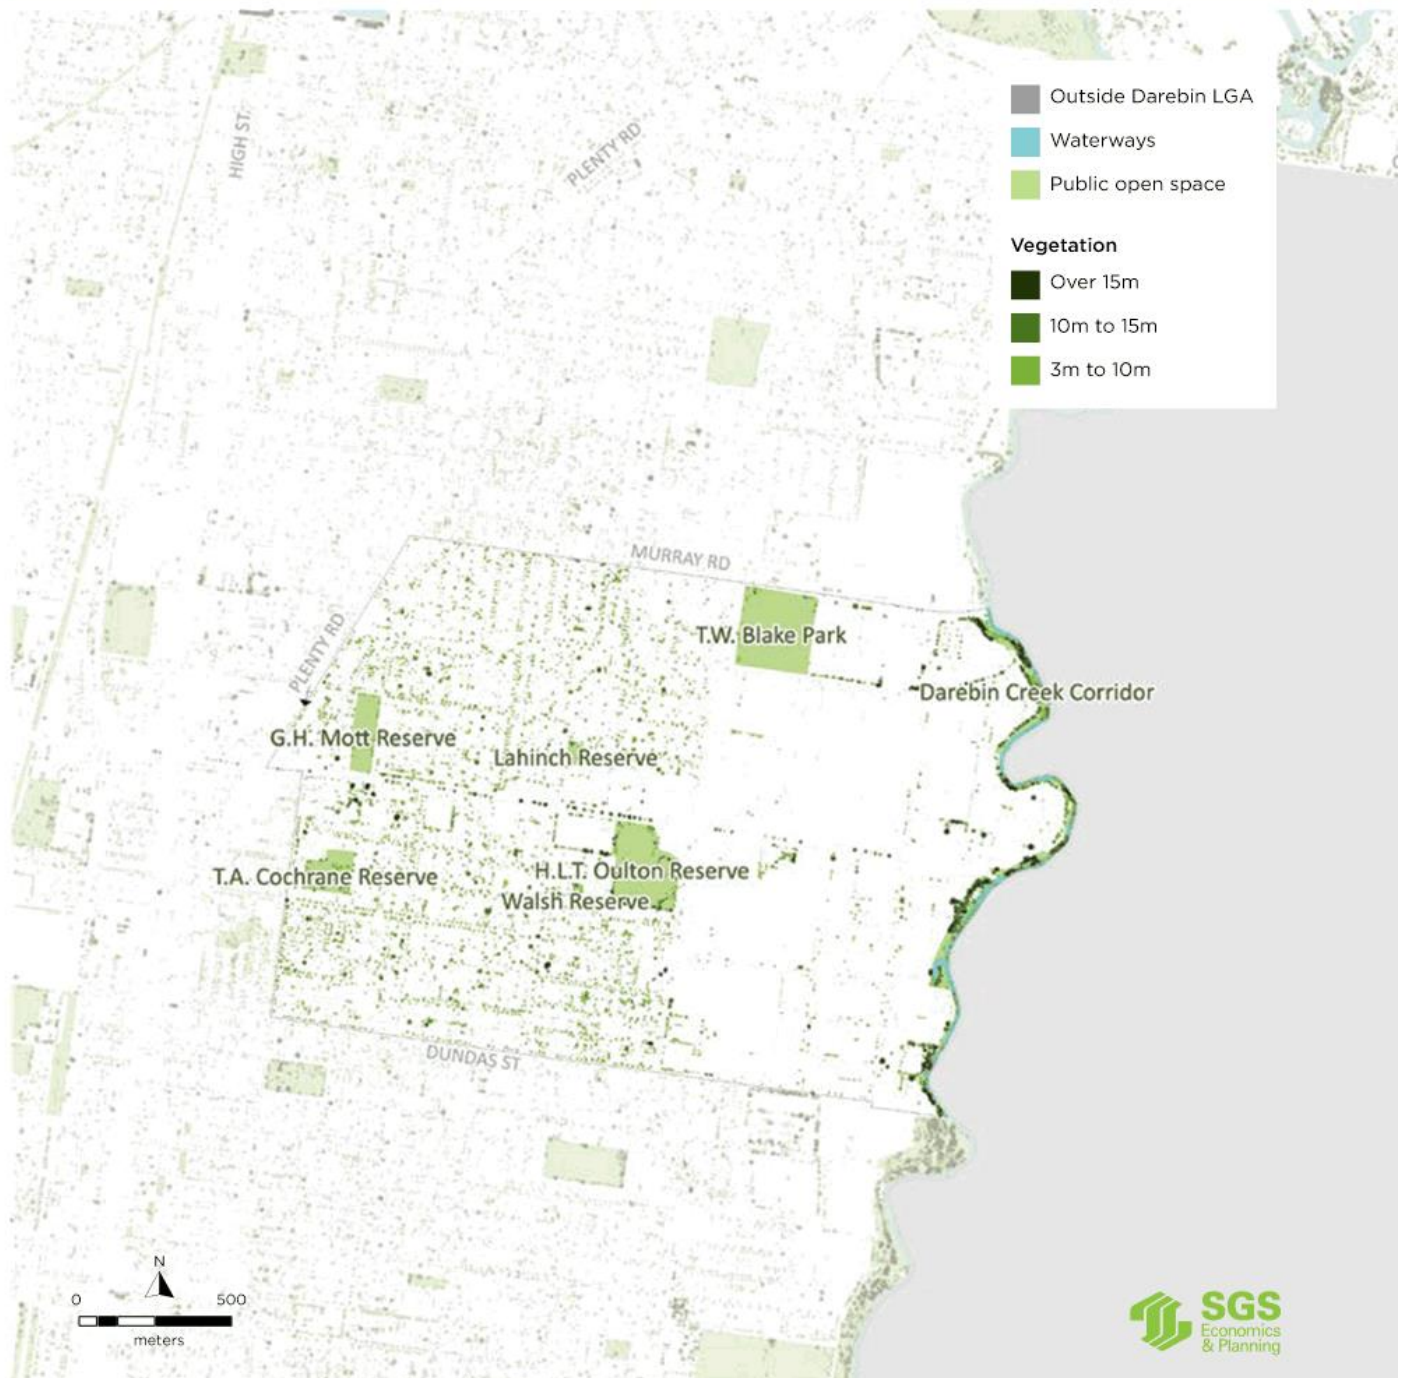 Outside Darebin LGA
Waterways
Public open space
Vegetation
Over 15m
10m to 15m
3m to 10m
HIGH ST.
PLENTY RD
MURRAY RD
PLENTY RD
T.W. Blake Park
Darebin Creek Corridor
G.H. Mott Reserve
Lahinch Reserve
T.A. Cochrane Reserve
H.L.T. Oulton Reserve
Walsh Reserve
DUNDAS ST
N
0 500
meters
SGS
Economics
& Planning